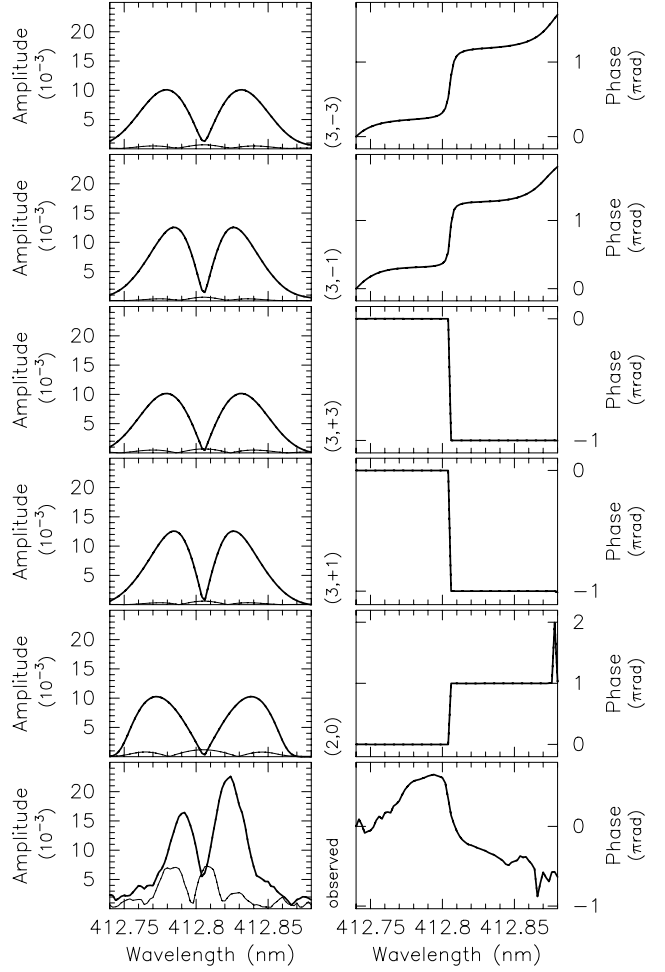 Amplitude
(10−3)
20
15
10
5
(3,−3)
1
0
Phase
(πrad)
Amplitude
(10−3)
20
15
10
5
(3,−1)
1
0
Phase
(πrad)
Amplitude
(10−3)
20
15
10
5
(3,+3)
0
−1
Phase
(πrad)
Amplitude
(10−3)
20
15
10
5
(3,+1)
0
−1
Phase
(πrad)
Amplitude
(10−3)
20
15
10
5
(2,0)
2
1
0
Phase
(πrad)
Amplitude
(10−3)
20
15
10
5
observed
0
−1
Phase
(πrad)
412.75 412.8 412.85 412.75 412.8 412.85
Wavelength (nm) Wavelength (nm)